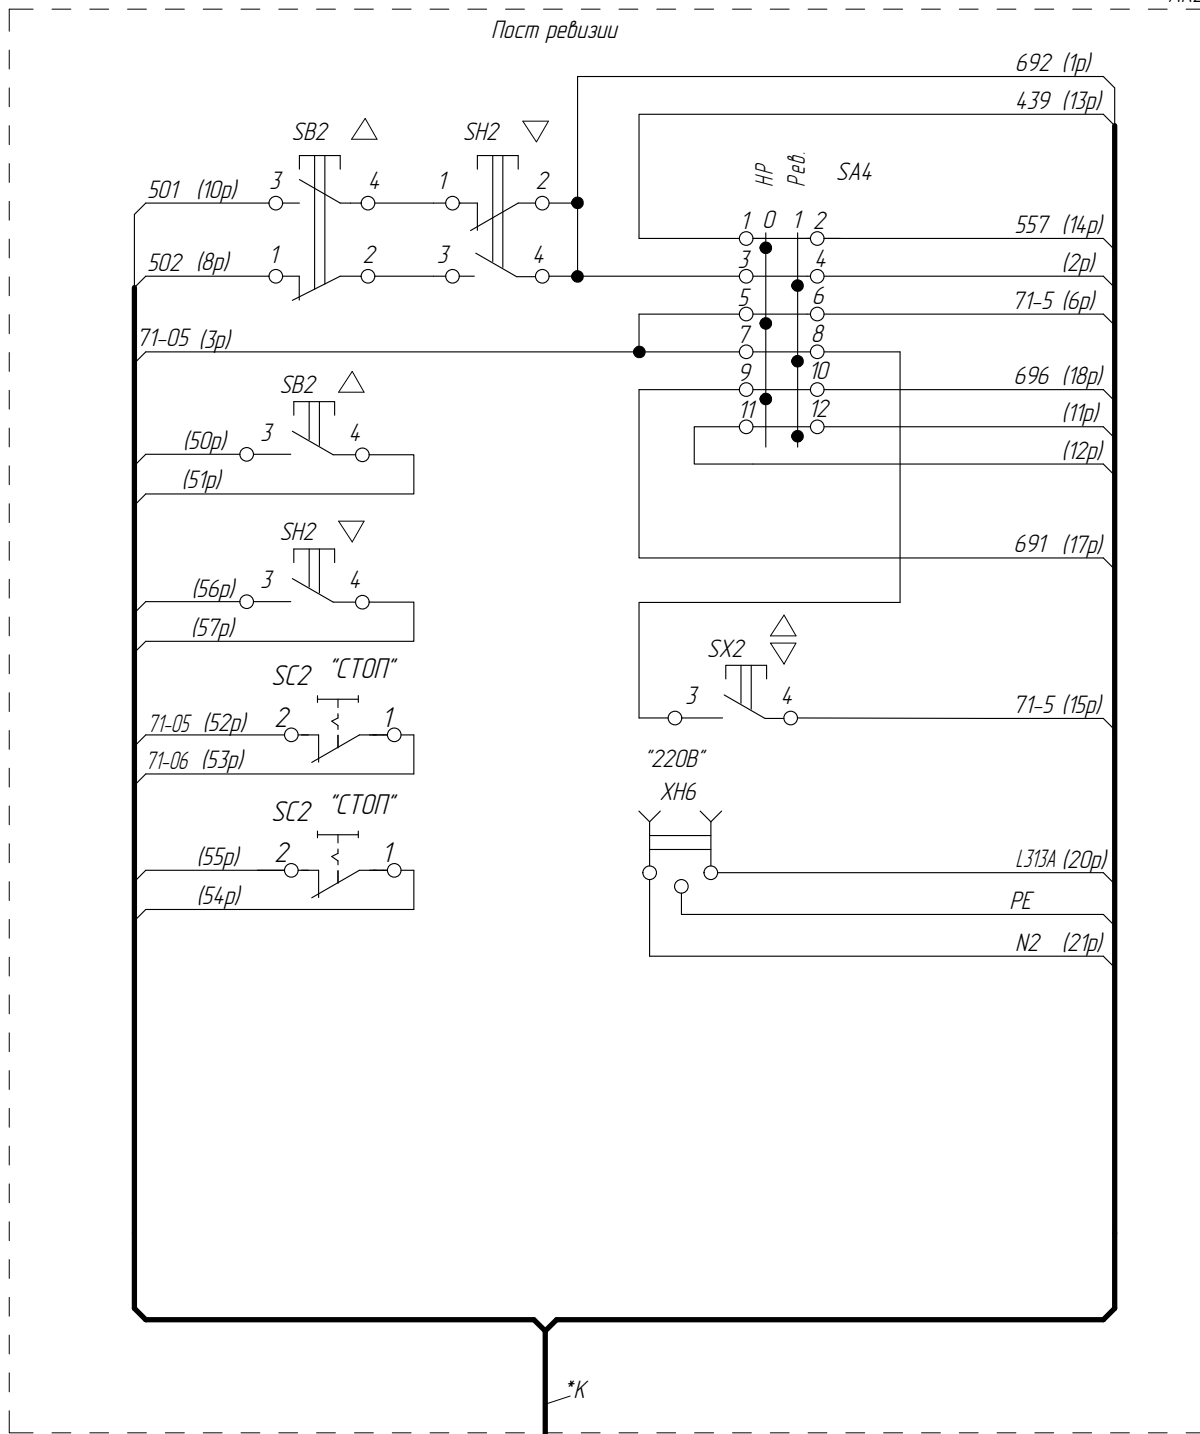 Пост ревизии
692 (1р)
439 (13р)
SB2
SH2
НР
Рев.
SA4
501 (10р)
3
4
1
2
1 0 1 2
557 (14р)
502 (8р)
1
2
3
4
3
4
(2р)
5
6
71-5 (6р)
71-05 (3р)
7
8
SB2
9
10
696 (18р)
(50р)
3
4
11
12
(11р)
(12р)
(51р)
SH2
691 (17р)
(56р)
3
4
(57р)
SC2 "СТОП"
SX2
3
4
71-5 (15р)
71-05 (52р)
2
1
71-06 (53р)
"220В"
XH6
SC2 "СТОП"
(55р)
2
1
L313A (20р)
(54р)
PE
N2 (21р)
*К